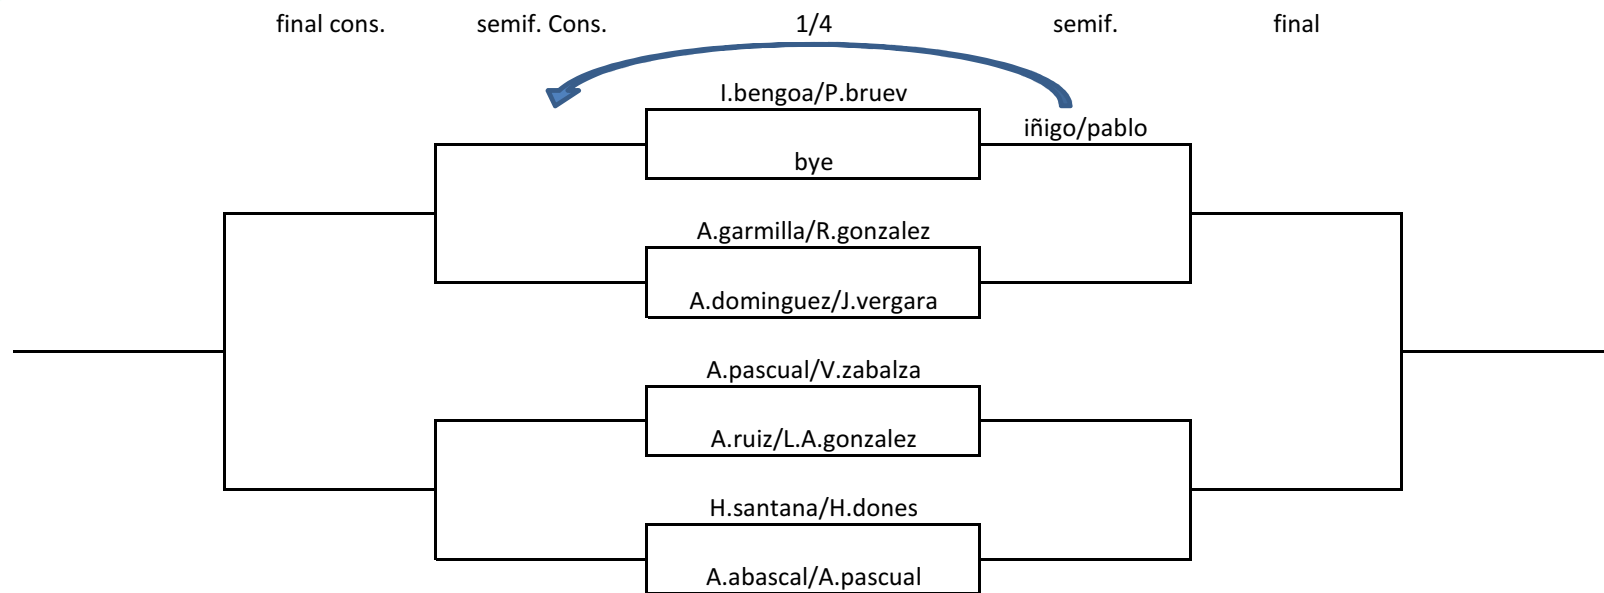 final cons. semif. Cons. 1/4 semif. final
I.bengoa/P.bruev
iñigo/pablo
bye
A.garmilla/R.gonzalez
A.dominguez/J.vergara
A.pascual/V.zabalza
A.ruiz/L.A.gonzalez
H.santana/H.dones
A.abascal/A.pascual